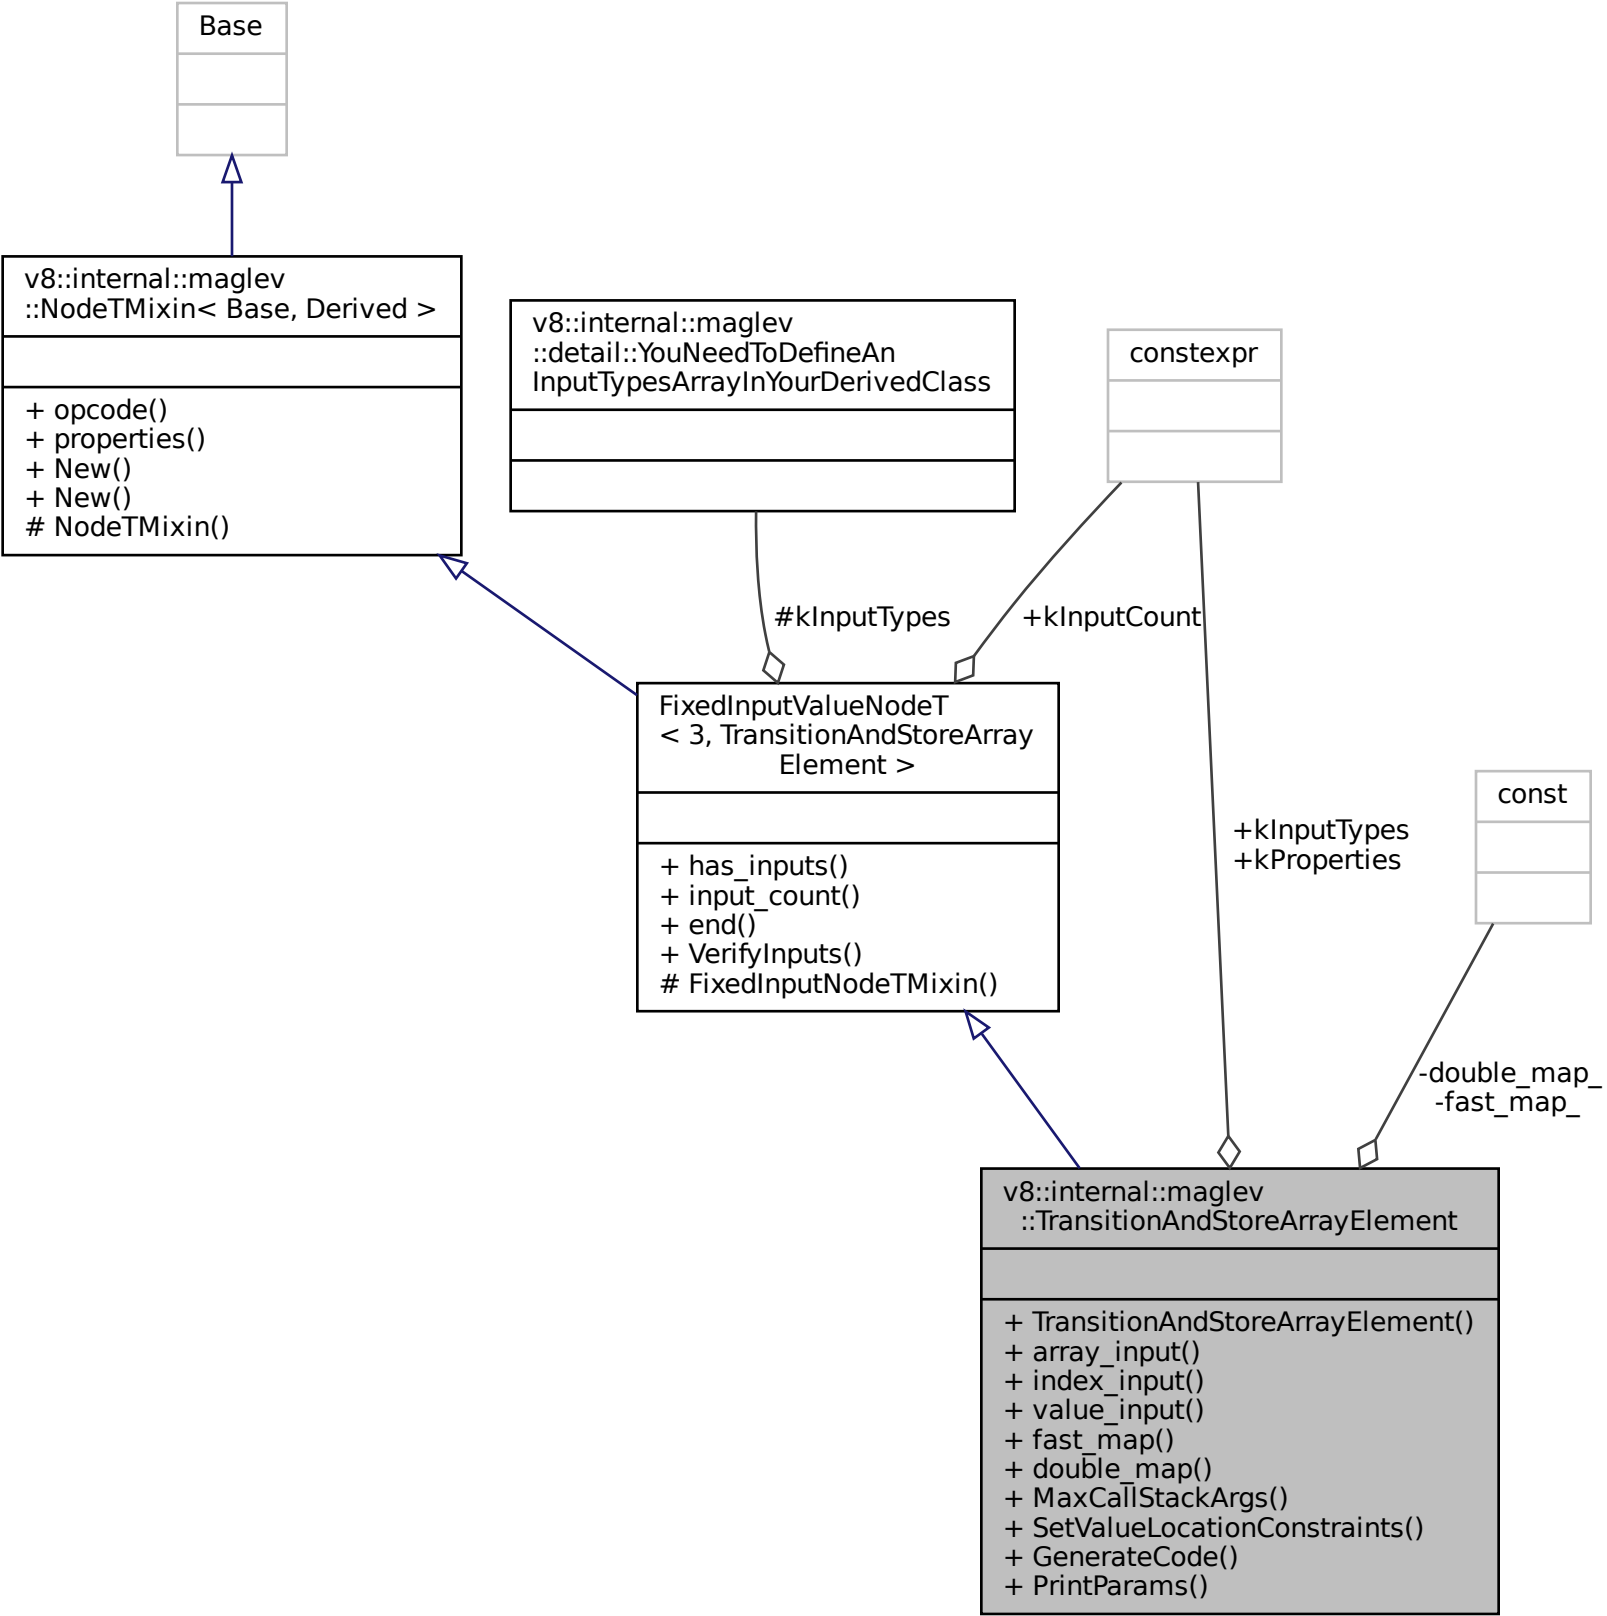 Base
v8::internal::maglev
::NodeTMixin< Base, Derived >
+ opcode()
+ properties()
+ New()
+ New()
# NodeTMixin()
v8::internal::maglev
::detail::YouNeedToDefineAn
InputTypesArrayInYourDerivedClass
constexpr
#kInputTypes
+kInputCount
FixedInputValueNodeT
< 3, TransitionAndStoreArray
Element >
+ has_inputs()
+ input_count()
+ end()
+ VerifyInputs()
# FixedInputNodeTMixin()
+kInputTypes
+kProperties
const
-double_map_
-fast_map_
v8::internal::maglev
::TransitionAndStoreArrayElement
+ TransitionAndStoreArrayElement()
+ array_input()
+ index_input()
+ value_input()
+ fast_map()
+ double_map()
+ MaxCallStackArgs()
+ SetValueLocationConstraints()
+ GenerateCode()
+ PrintParams()